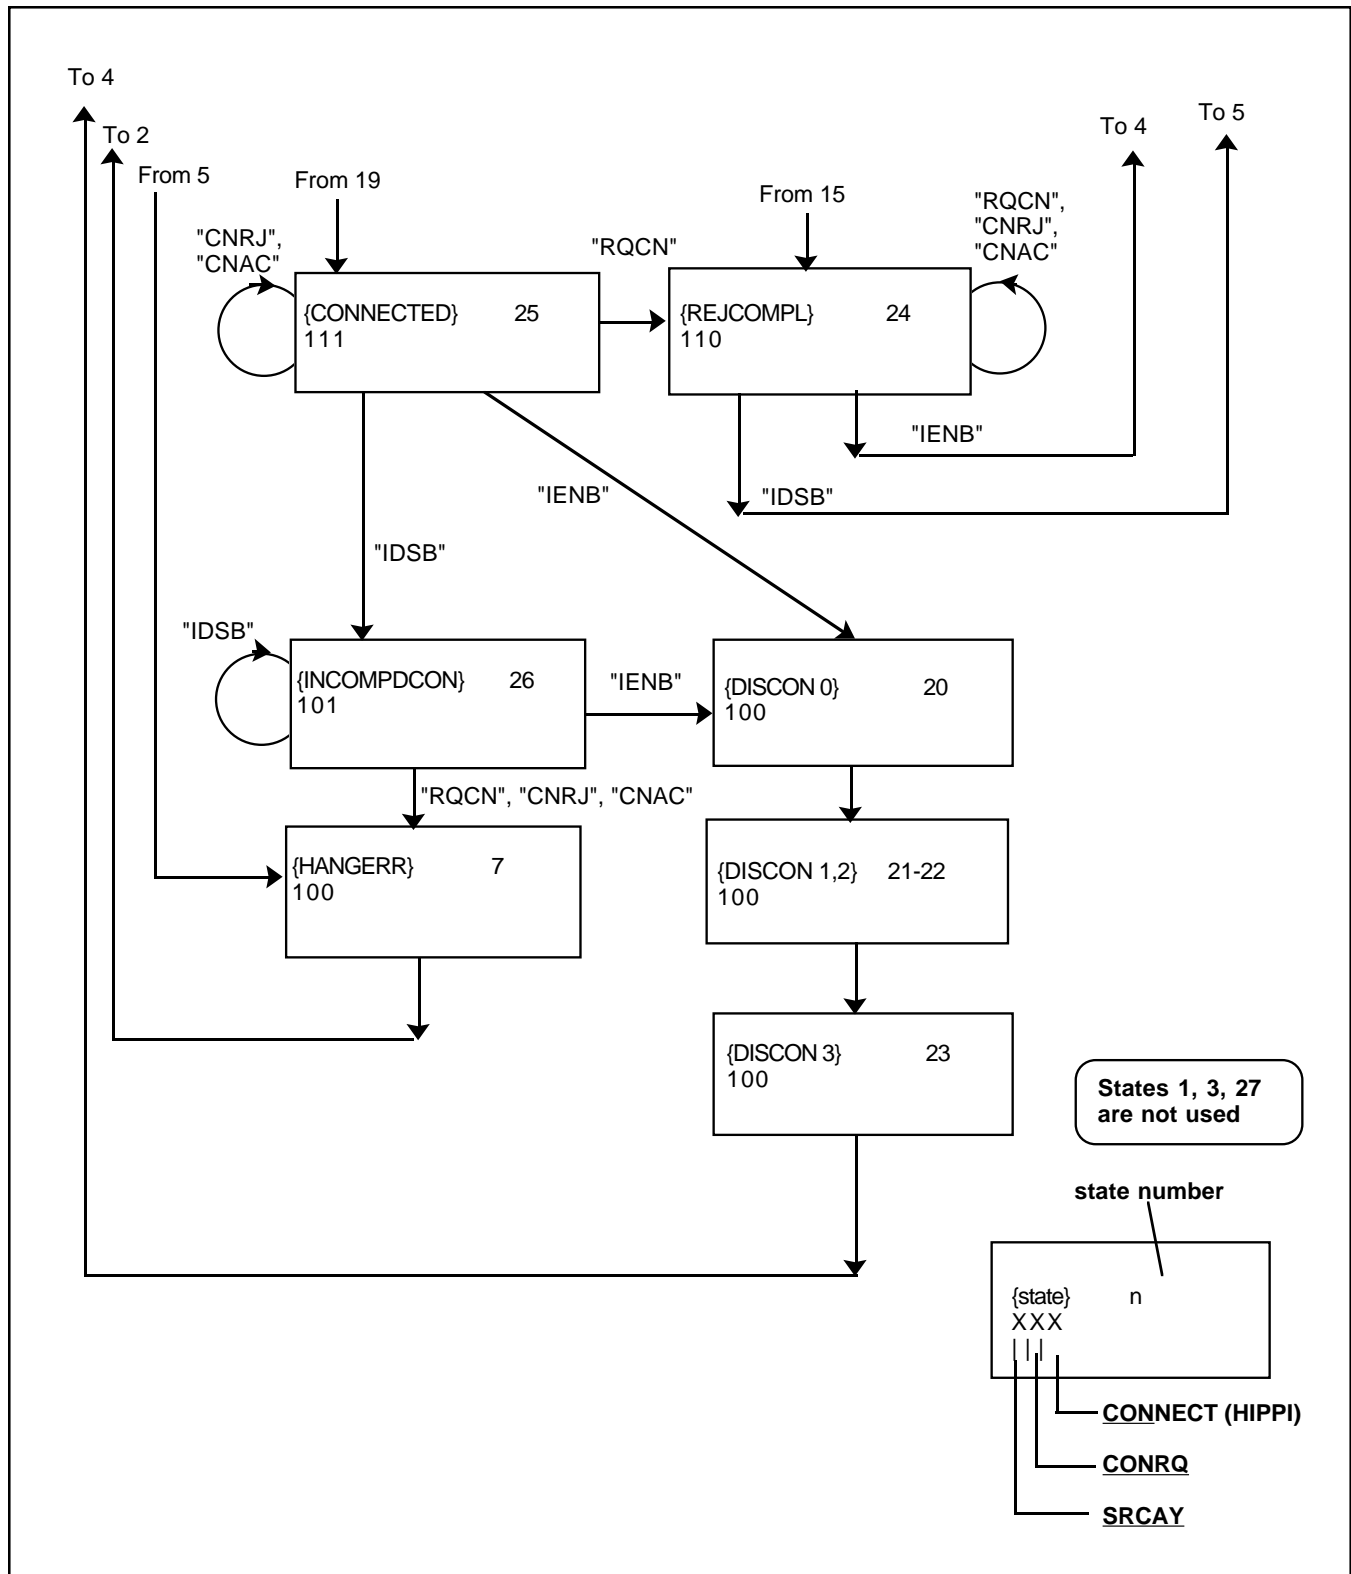 To 4
To 2
From 5
From 19
From 15
To 4
To 5
"CNRJ",
"CNAC"
"RQCN"
"RQCN",
"CNRJ",
"CNAC"
{CONNECTED} 25
111
{REJCOMPL} 24
110
"IENB"
"IDSB"
"IENB"
"IDSB"
"IDSB"
{INCOMPDCON} 26
101
"IENB"
{DISCON 0} 20
100
"RQCN", "CNRJ", "CNAC"
{HANGERR} 7
100
{DISCON 1,2} 21-22
100
{DISCON 3} 23
100
States 1, 3, 27
are not used
state number
{state} n
XXX
CONNECT (HIPPI)
CONRQ
SRCAY